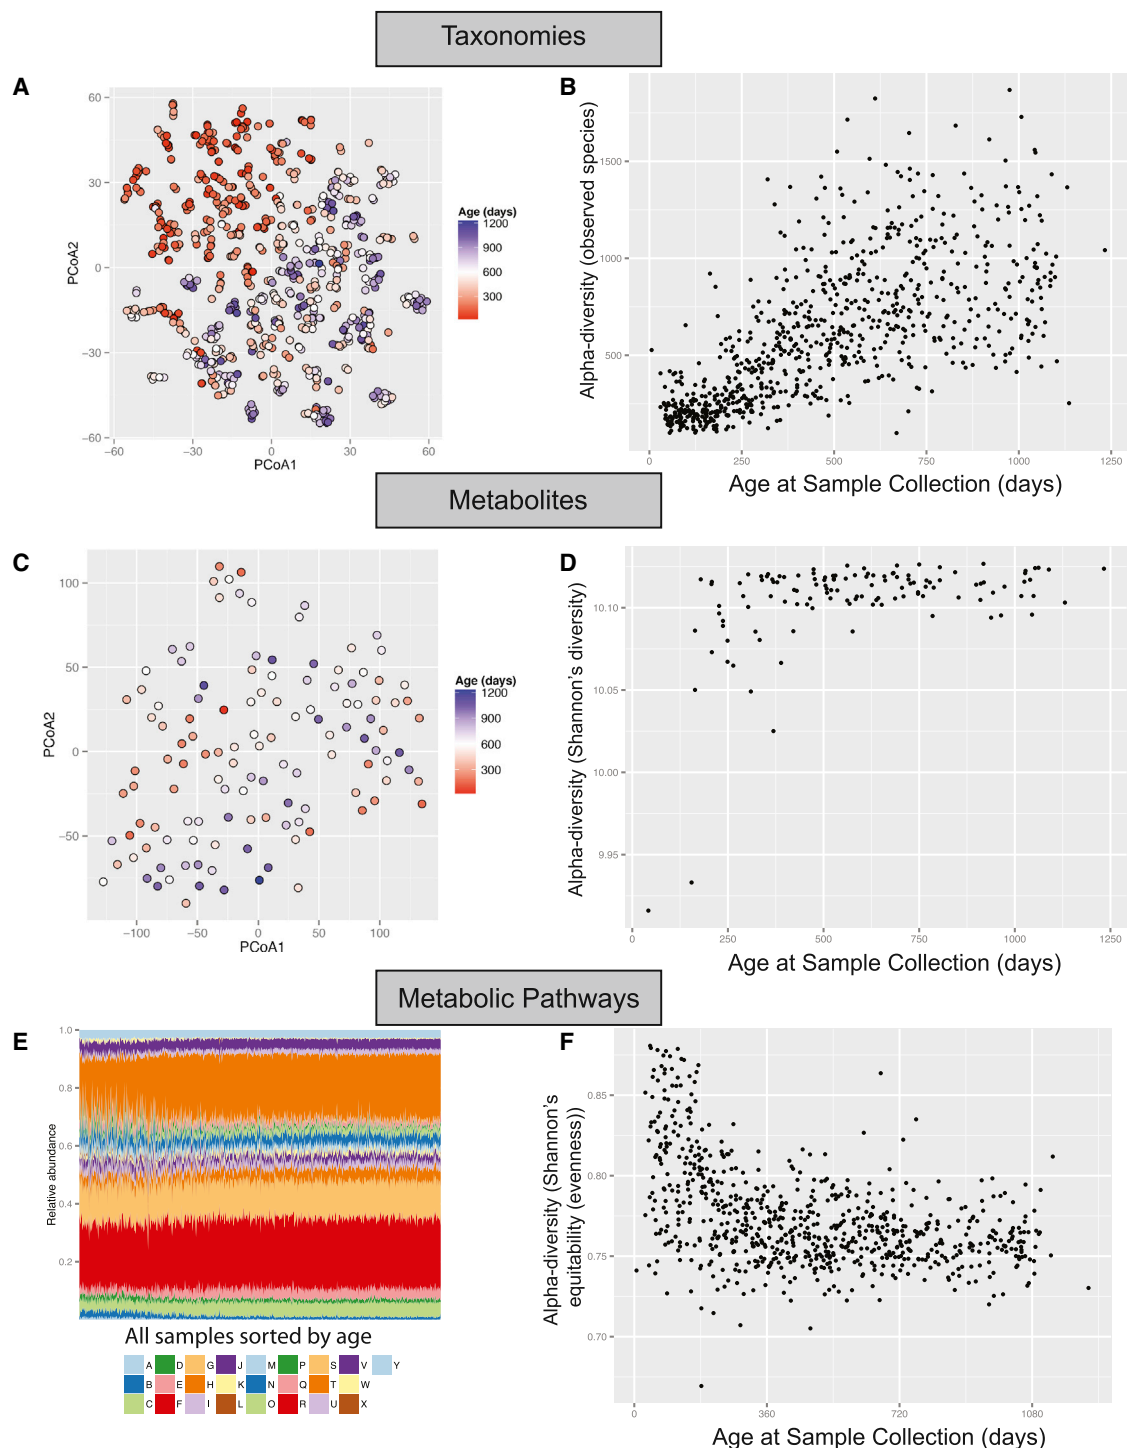 Taxonomies
A
60
30
0
−30
−60
−60
−30
0
30
60
PCoA2
PCoA1
Age (days)
1200
900
600
300
B
Alpha-diversity (observed species)
1500
1000
500
0
250
500
750
1000
1250
Age at Sample Collection (days)
Metabolites
C
100
50
0
−50
−100
−50
0
50
100
PCoA2
PCoA1
Age (days)
1200
900
600
300
D
Alpha-diversity (Shannon's diversity)
10.10
10.05
10.00
9.95
0
250
500
750
1000
1250
Age at Sample Collection (days)
Metabolic Pathways
E
1.0
0.8
0.6
0.4
0.2
Relative abundance
All samples sorted by age
A D G J M P S V Y
B E H K N Q T W
C F I L O R U X
F
Alpha-diversity (Shannon's
equitability (evenness))
0.85
0.80
0.75
0.70
0
360
720
1080
Age at Sample Collection (days)